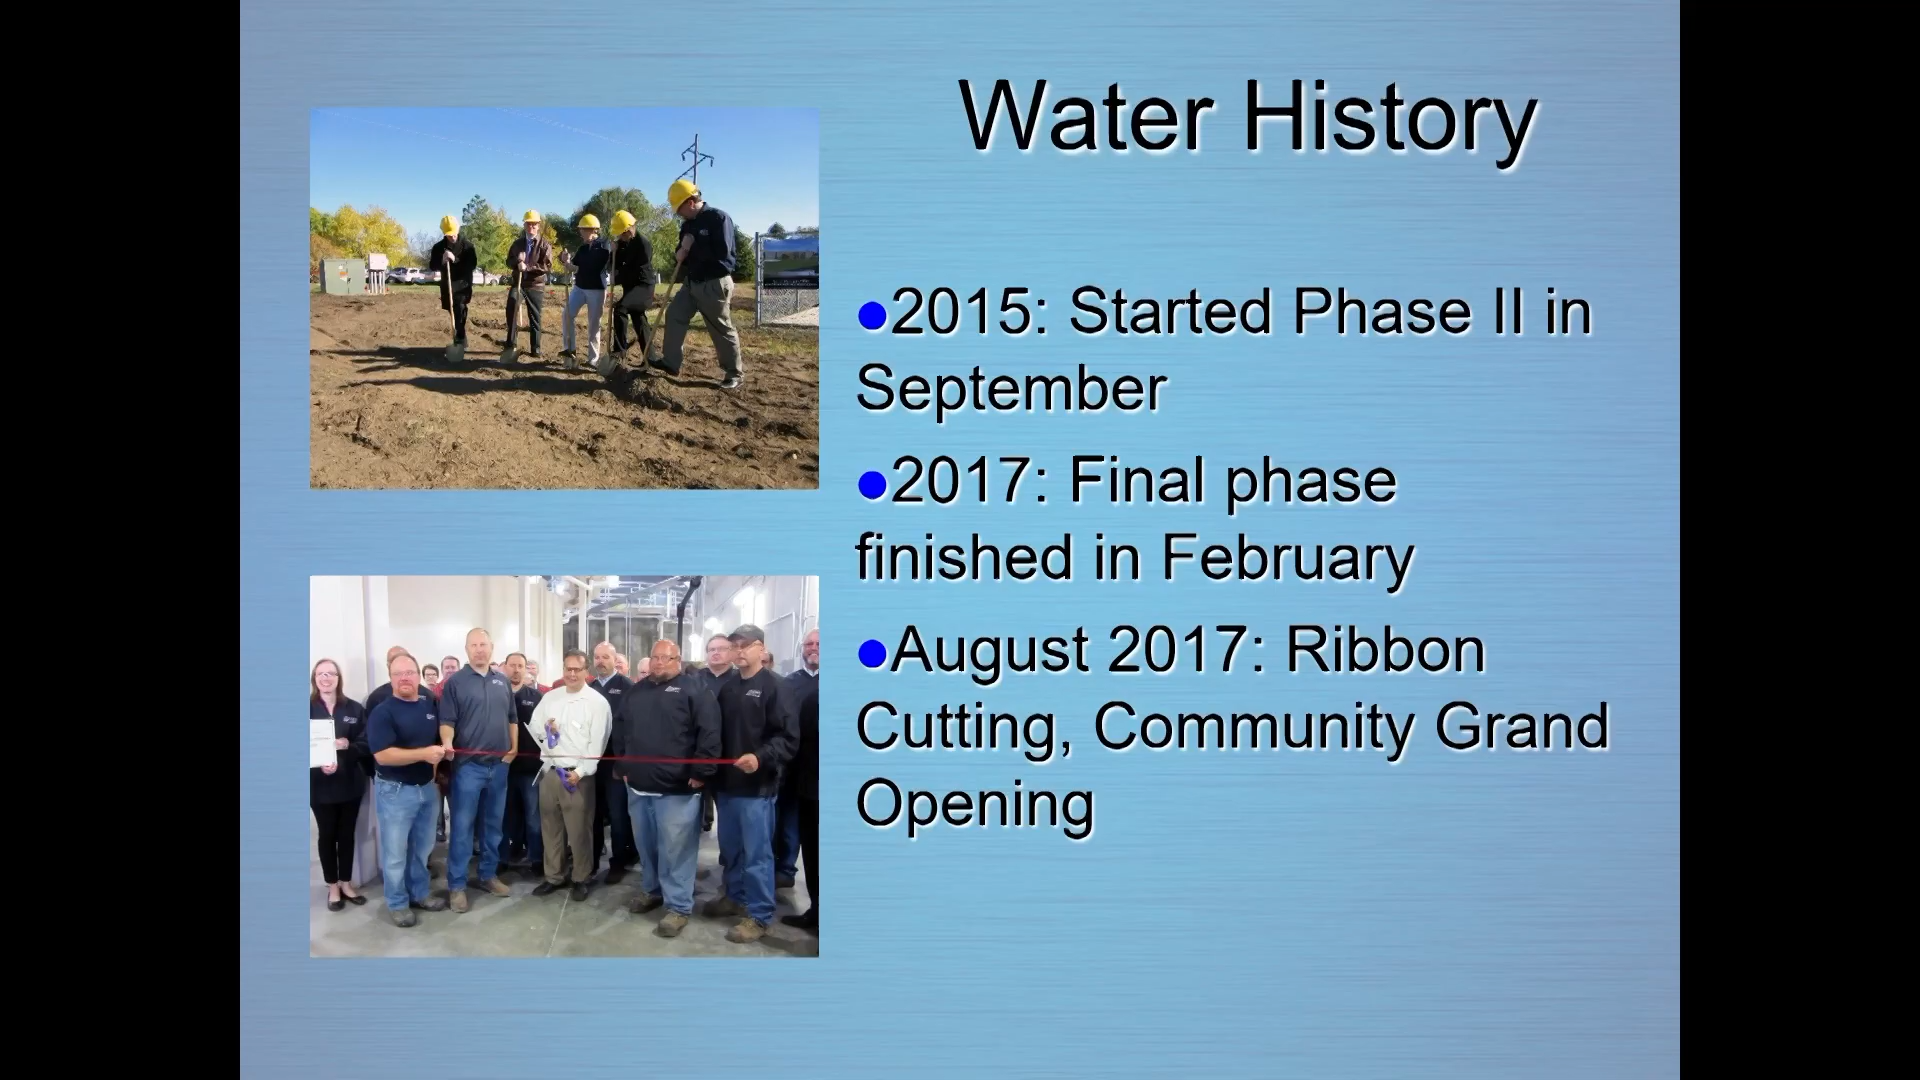 Water History
●2015: Started Phase II in
September
●2017: Final phase
finished in February
●August 2017: Ribbon
Cutting, Community Grand
Opening